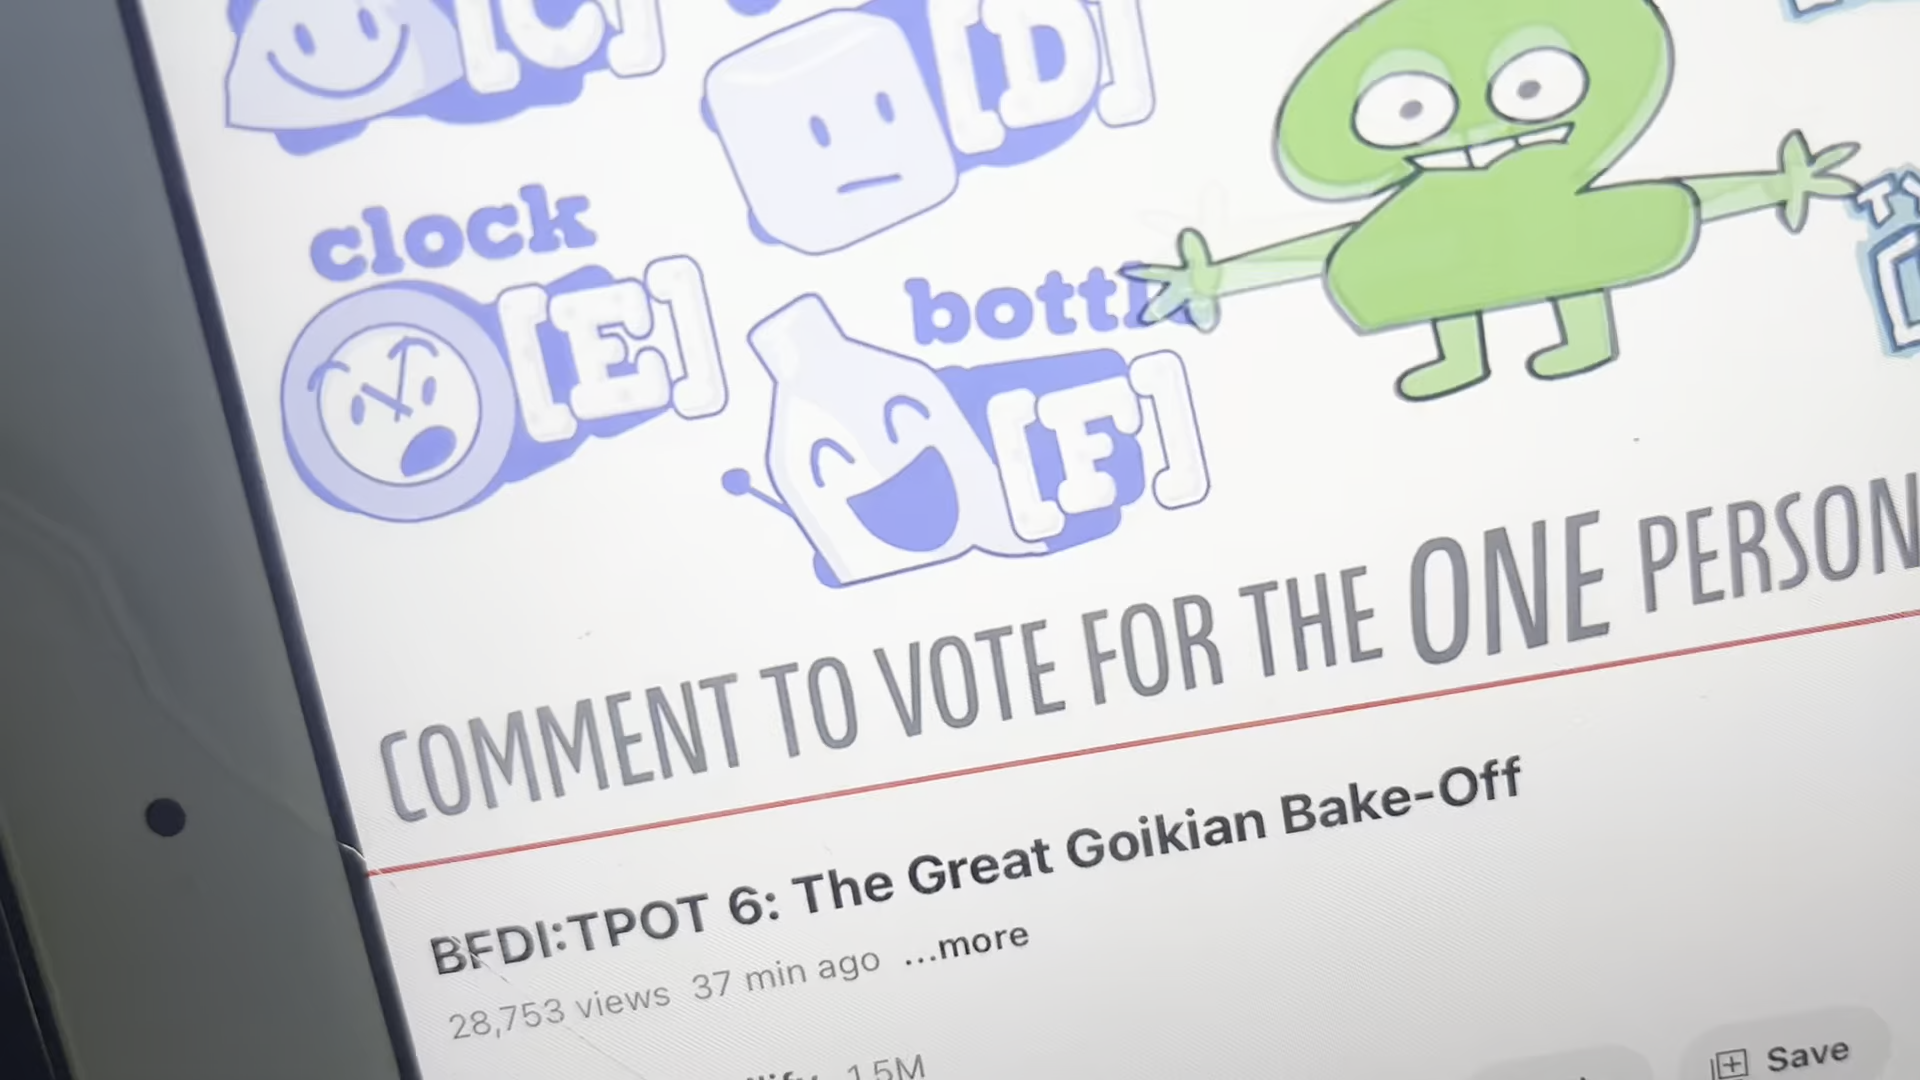 [C]
[D]
clock
[E]
bottl
[F]
COMMENT TO VOTE FOR THE ONE PERSON
BFDI:TPOT 6: The Great Goikian Bake-Off
28,753 views 37 min ago ...more
1.5M
Save